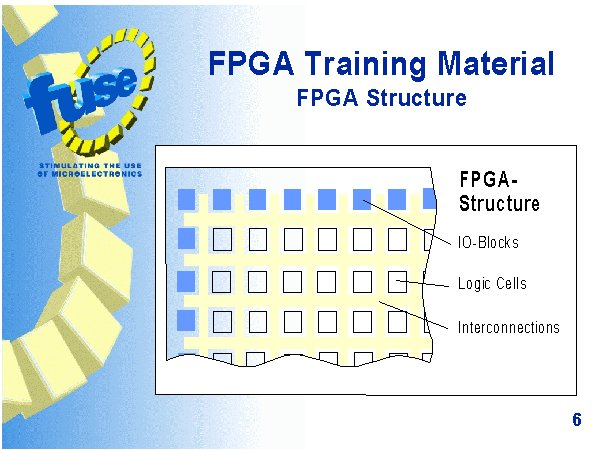 FPGA Training Material
FPGA Structure
fuse
STIMULATING THE USE
OF MICROELECTRONICS
FPGA-
Structure
IO-Blocks
Logic Cells
Interconnections
6